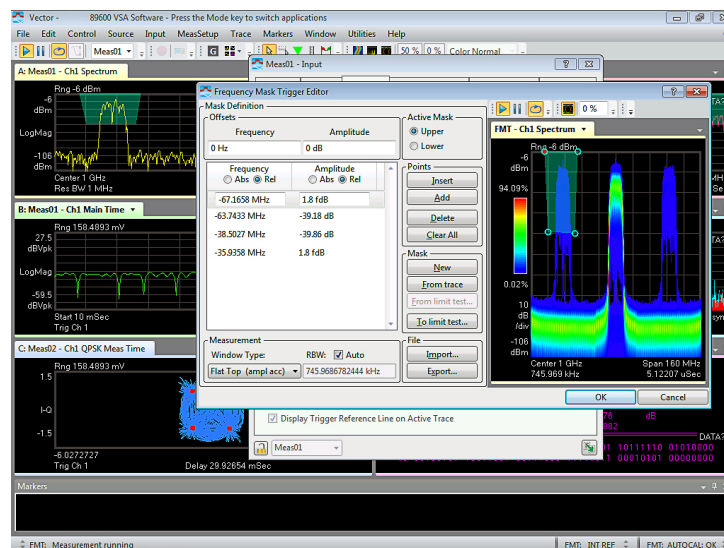 Vector - 89600 VSA Software - Press the Mode key to switch applications
File Edit Control Source Input MeasSetup Trace Markers Window Utilities Help
Meas01 50 % 0 % Color Normal
Meas01 - Input
A: Meas01 - Ch1 Spectrum
Rng -6 dBm
-6
dBm
LogMag
-106
dBm
Center 1 GHz
Res BW 1 MHz
B: Meas01 - Ch1 Main Time
Rng 158.4893 mV
27.5
dBVpk
LogMag
-59.5
dBVpk
Start 10 mSec
Trig Ch 1
C: Meas02 - Ch1 QPSK Meas Time
Rng 158.4893 mV
1.5
I-Q
-1.5
-6.0272727
Trig Ch 1 Delay 29.92654 mSec
Frequency Mask Trigger Editor
Mask Definition
Offsets
Frequency Amplitude
0 Hz 0 dB
Frequency Amplitude
Abs Rel Abs Rel
-67.1658 MHz 1.8 fdB
-63.7433 MHz -39.18 dB
-38.5027 MHz -39.86 dB
-35.9358 MHz 1.8 fdB
Measurement
Window Type: RBW: Auto
Flat Top (ampl acc) 745.9686782444 kHz
Active Mask
Upper
Lower
Points
Insert
Add
Delete
Clear All
Mask
New
From trace
From limit test...
To limit test...
File
Import...
Export...
0 %
FMT - Ch1 Spectrum
Rng -6 dBm
-6
dBm
94.09%
0.02%
10
dB
/div
-106
dBm
Center 1 GHz Span 160 MHz
745.969 kHz 5.12207 uSec
OK Cancel
Display Trigger Reference Line on Active Trace
Meas01
dB
DATA?
10111110 01010000
00010101 00000000
Markers
FMT: Measurement running FMT: INT REF FMT: AUTOCAL: OK